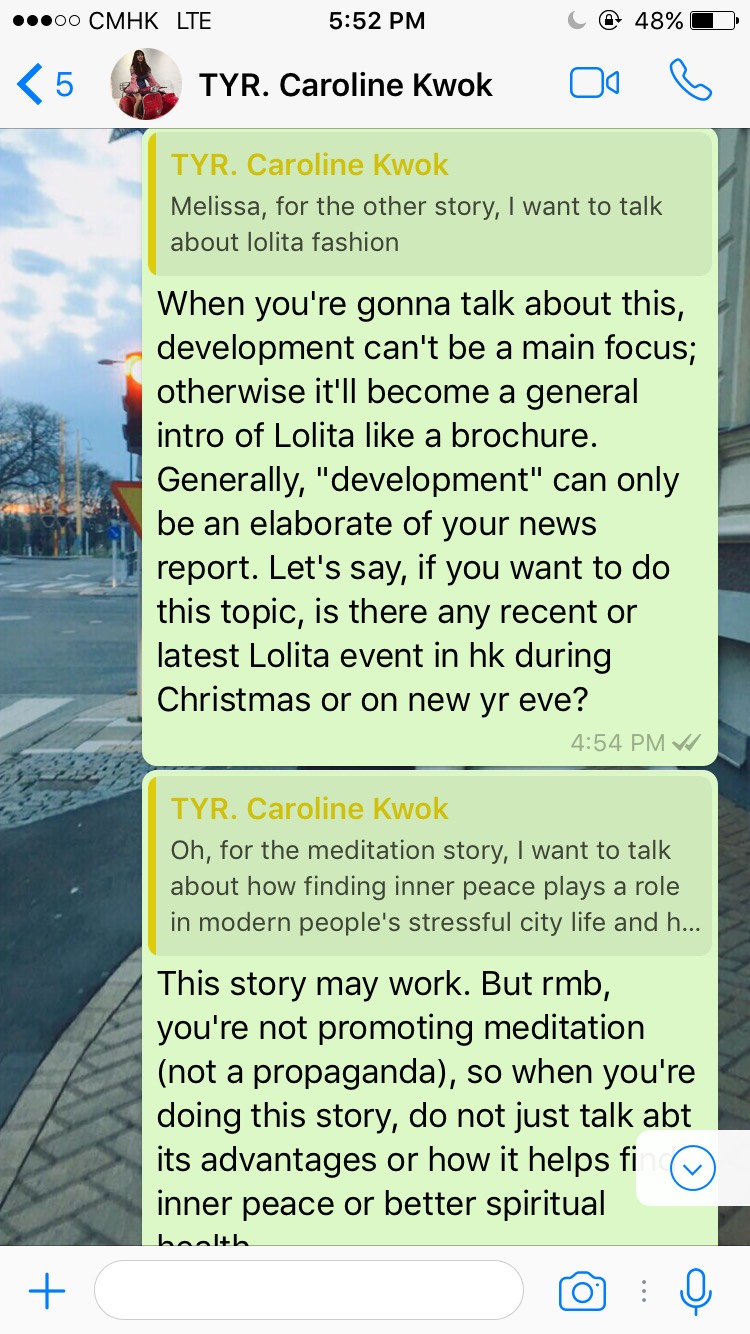 CMHK LTE 5:52 PM 48%
5 TYR. Caroline Kwok
TYR. Caroline Kwok
Melissa, for the other story, I want to talk
about lolita fashion
When you're gonna talk about this,
development can't be a main focus;
otherwise it'll become a general
intro of Lolita like a brochure.
Generally, "development" can only
be an elaborate of your news
report. Let's say, if you want to do
this topic, is there any recent or
latest Lolita event in hk during
Christmas or on new yr eve?
4:54 PM
TYR. Caroline Kwok
Oh, for the meditation story, I want to talk
about how finding inner peace plays a role
in modern people's stressful city life and h...
This story may work. But rmb,
you're not promoting meditation
(not a propaganda), so when you're
doing this story, do not just talk abt
its advantages or how it helps find
inner peace or better spiritual
health